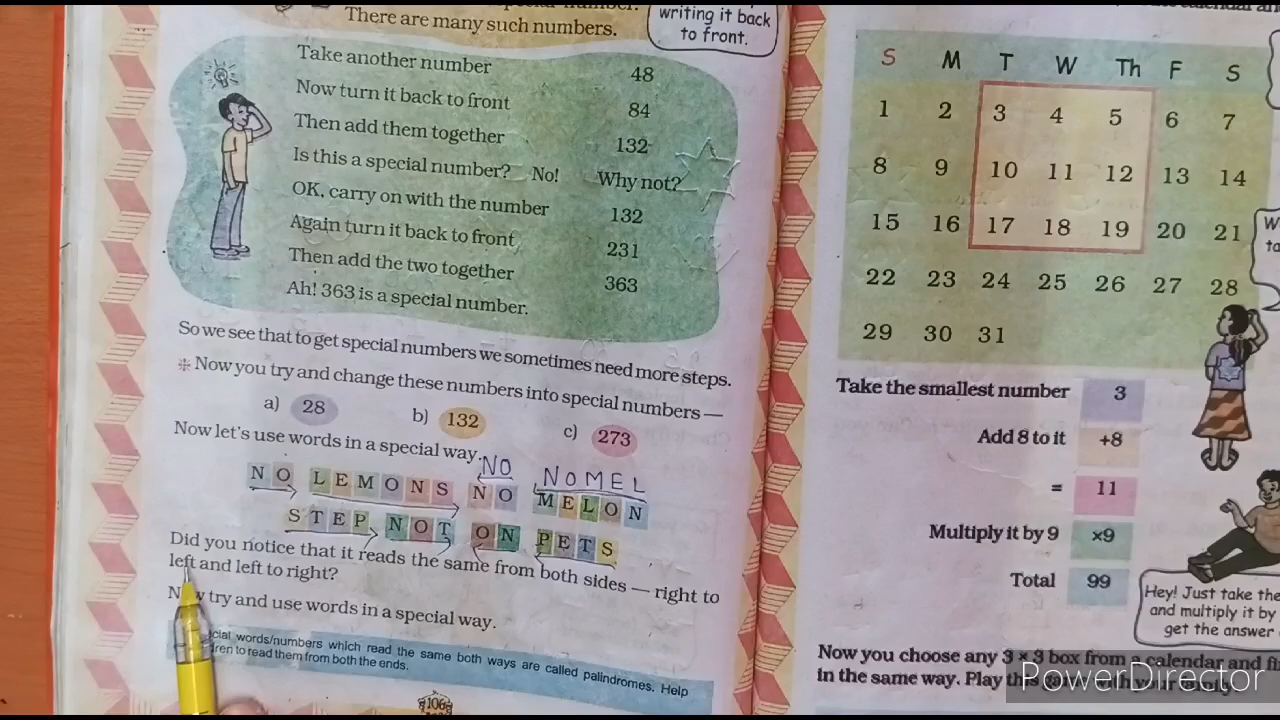 There are many such numbers.
writing it back
to front.
Take another number 48
Now turn it back to front 84
Then add them together 132
Is this a special number? No! Why not?
OK, carry on with the number 132
Again turn it back to front 231
Then add the two together 363
Ah! 363 is a special number.
So we see that to get special numbers we sometimes need more steps.
Now you try and change these numbers into special numbers —
a) 28 b) 132 c) 273
Now let's use words in a special way.
NO NOMEL
NO LEMONS NO MELON
STEP NOT ON PETS
Did you notice that it reads the same from both sides — right to
left and left to right?
try and use words in a special way.
words/numbers which read the same both ways are called palindromes. Help
to read them from both the ends.
106
S M T W Th F S
1 2 3 4 5 6 7
8 9 10 11 12 13 14
15 16 17 18 19 20 21
22 23 24 25 26 27 28
29 30 31
Take the smallest number 3
Add 8 to it +8
= 11
Multiply it by 9 ×9
Total 99
Hey! Just take the
and multiply it by
get the answer
Now you choose any 3 × 3 box from a calendar and
in the same way. Play this
PowerDirector